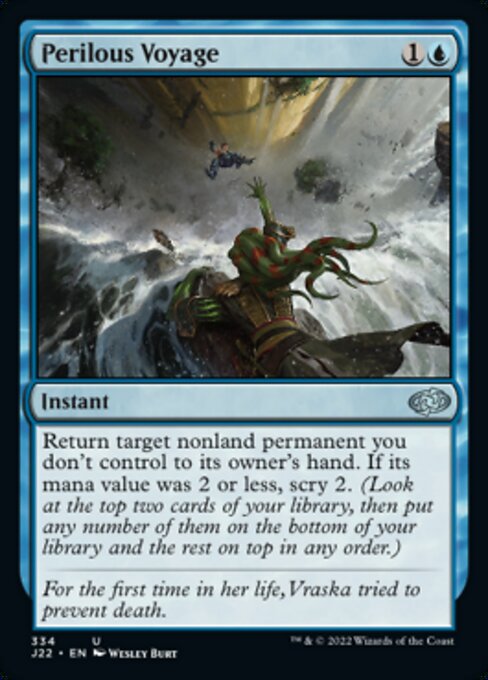 Perilous Voyage 1
Instant
Return target nonland permanent you
don't control to its owner's hand. If its
mana value was 2 or less, scry 2. (Look
at the top two cards of your library, then put
any number of them on the bottom of your
library and the rest on top in any order.)
For the first time in her life, Vraska tried to
prevent death.
334 U
J22 • EN Wesley Burt
™ & © 2022 Wizards of the Coast